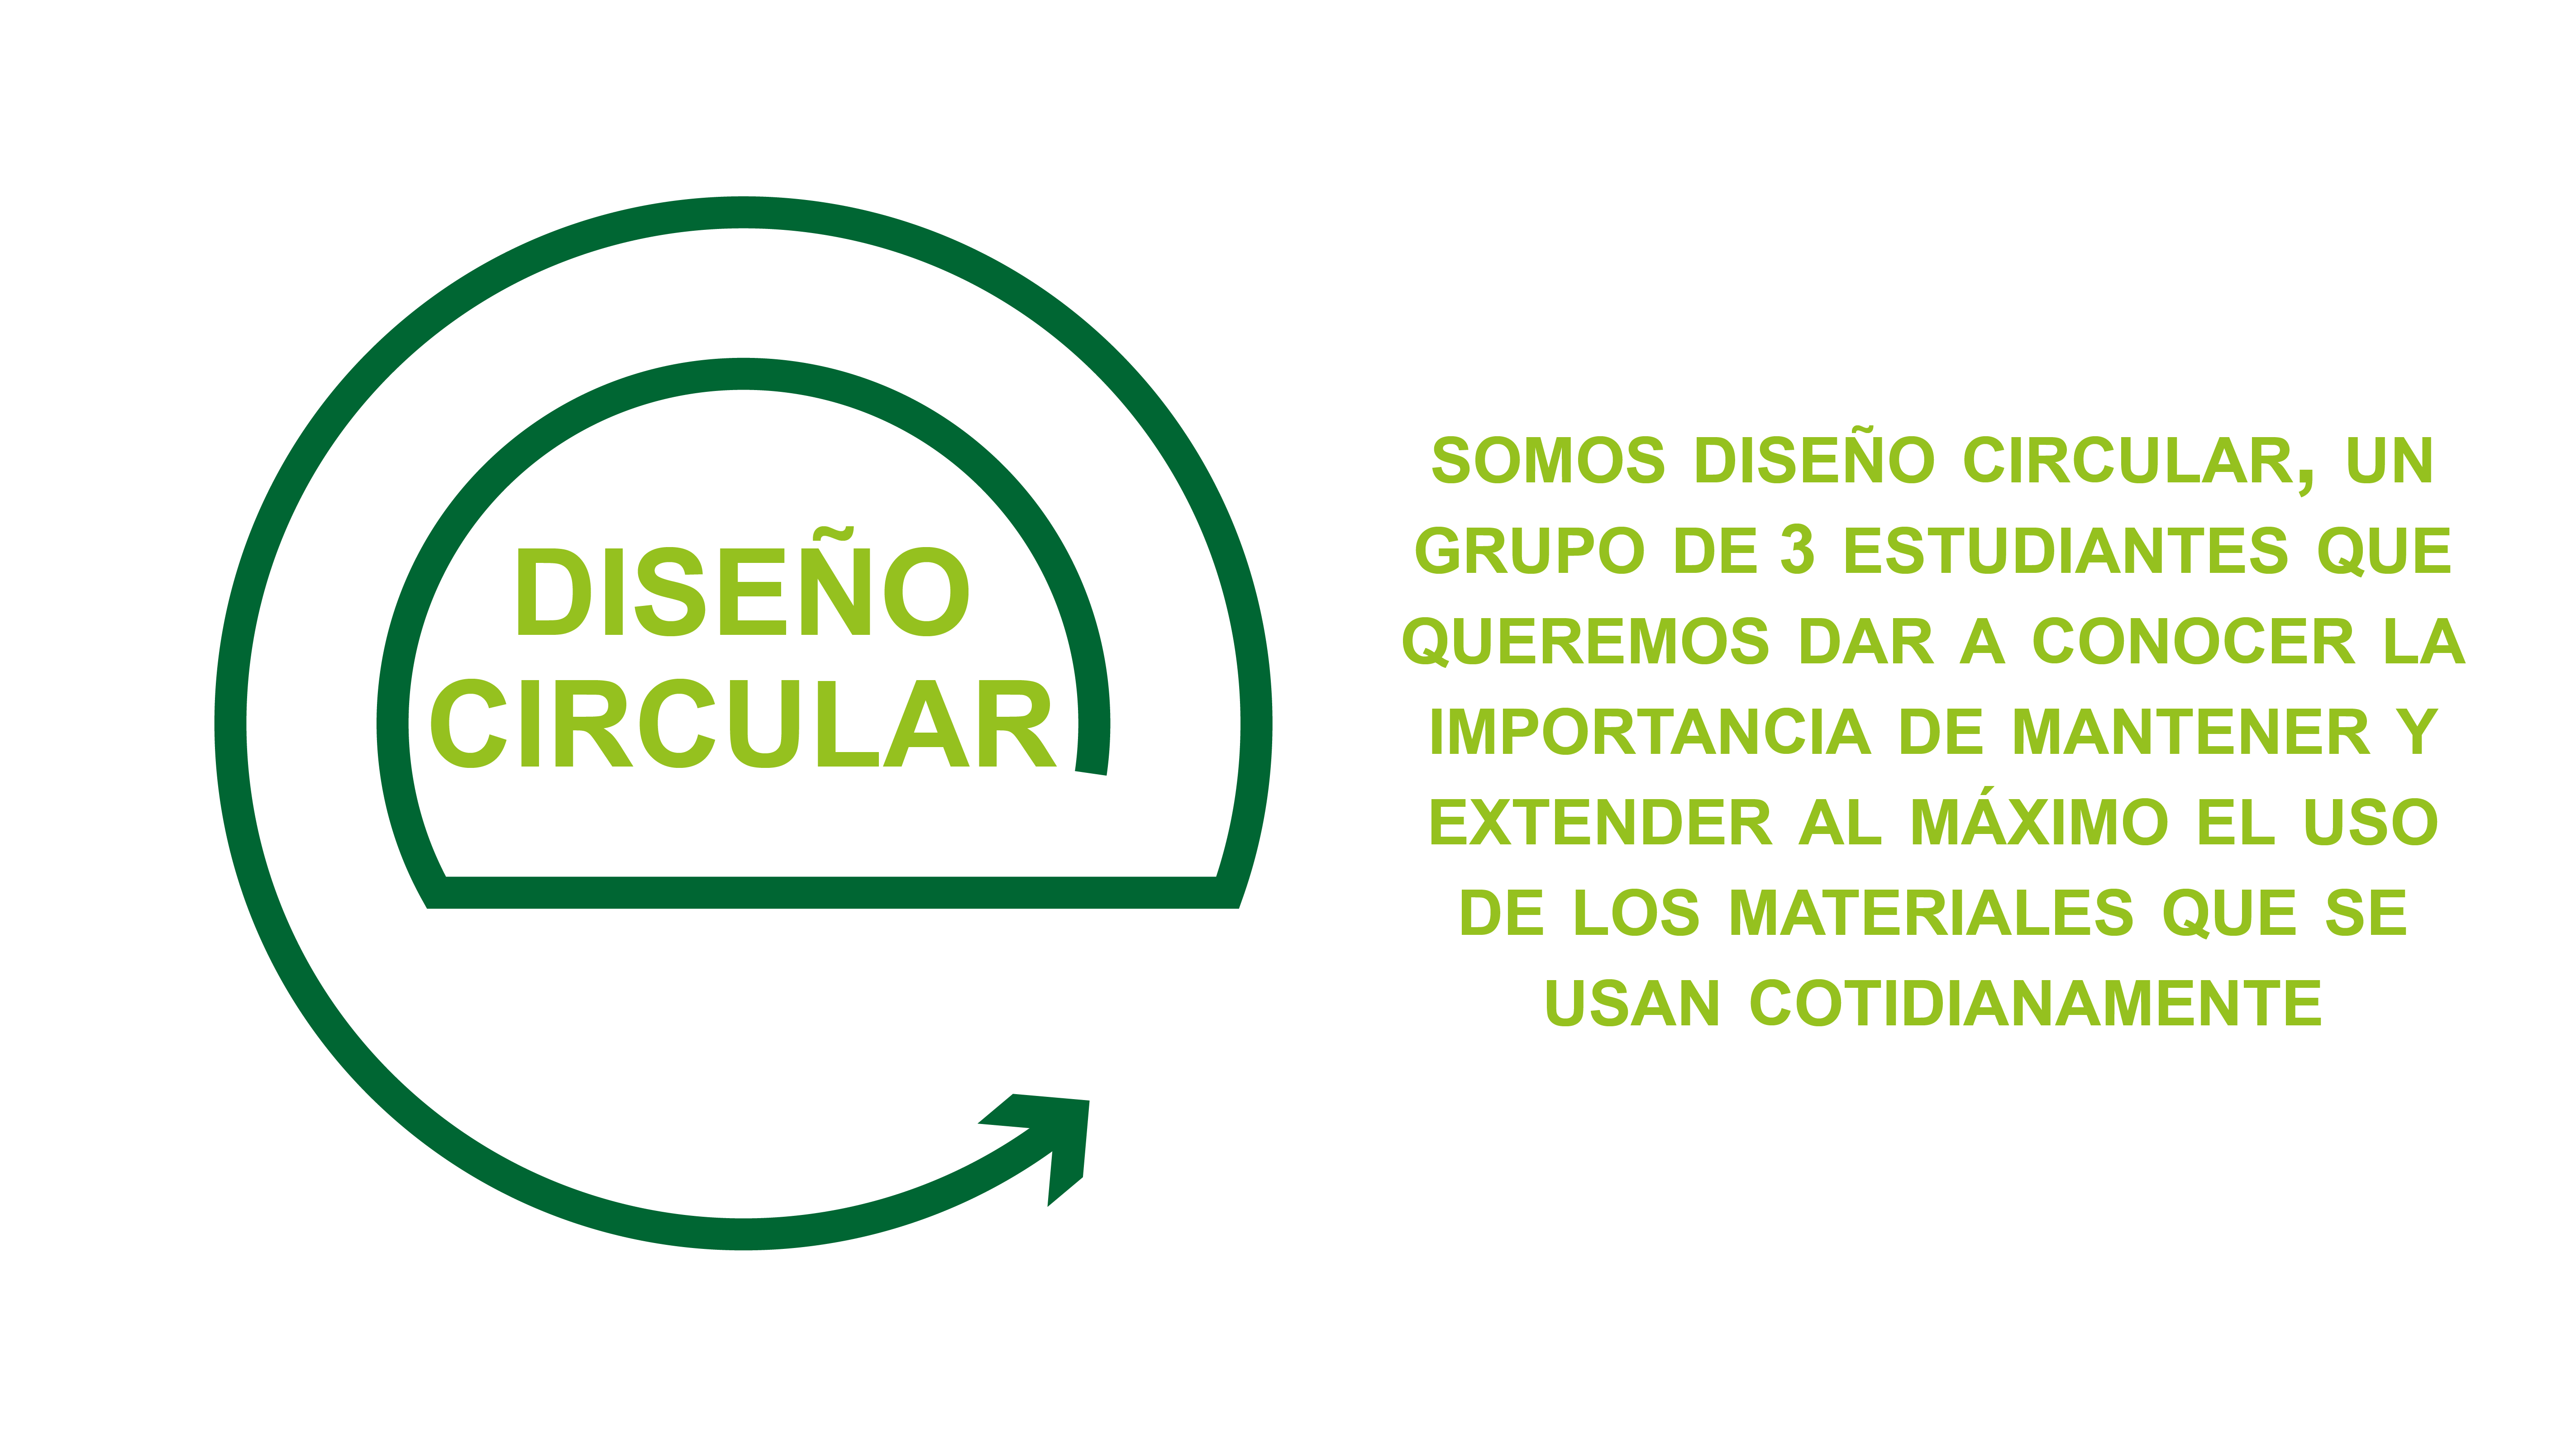 DISEÑO
CIRCULAR
SOMOS DISEÑO CIRCULAR, UN
GRUPO DE 3 ESTUDIANTES QUE
QUEREMOS DAR A CONOCER LA
IMPORTANCIA DE MANTENER Y
EXTENDER AL MÁXIMO EL USO
DE LOS MATERIALES QUE SE
USAN COTIDIANAMENTE